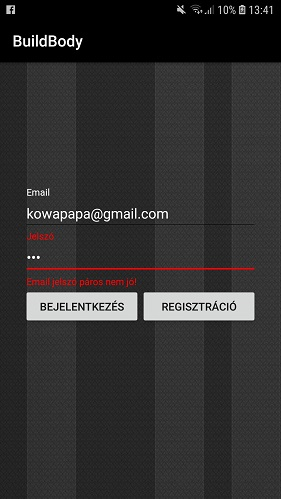 10% 13:41
BuildBody
Email
kowapapa@gmail.com
Jelszó
•••
Email jelszó páros nem jó!
BEJELENTKEZÉS REGISZTRÁCIÓ